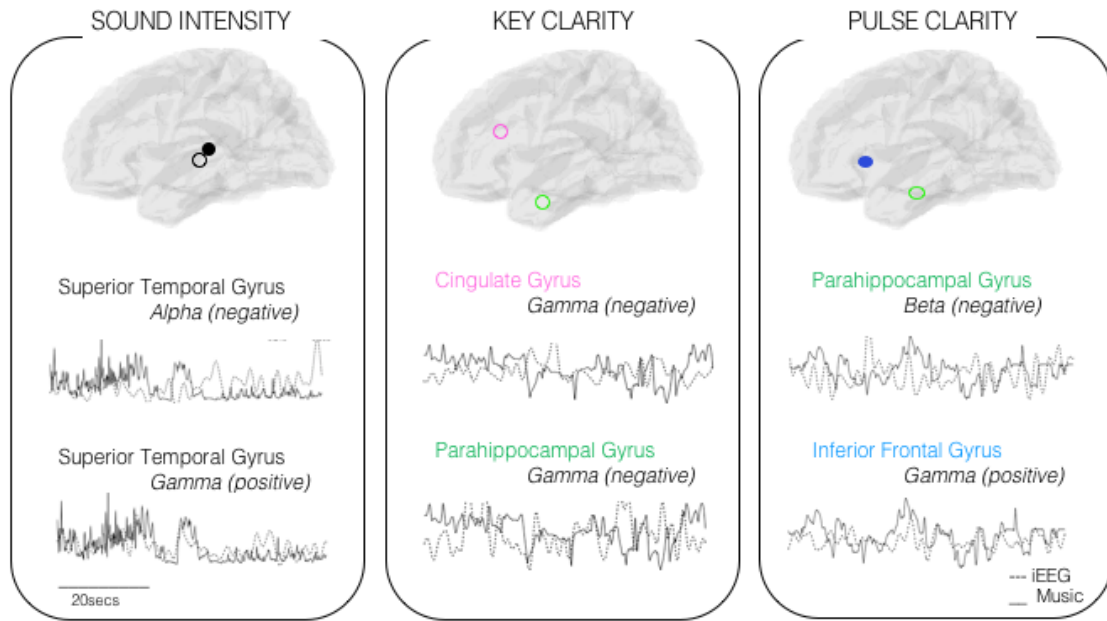 SOUND INTENSITY
Superior Temporal Gyrus
Alpha (negative)
Superior Temporal Gyrus
Gamma (positive)
20secs
KEY CLARITY
Cingulate Gyrus
Gamma (negative)
Parahippocampal Gyrus
Gamma (negative)
PULSE CLARITY
Parahippocampal Gyrus
Beta (negative)
Inferior Frontal Gyrus
Gamma (positive)
--- iEEG
__ Music